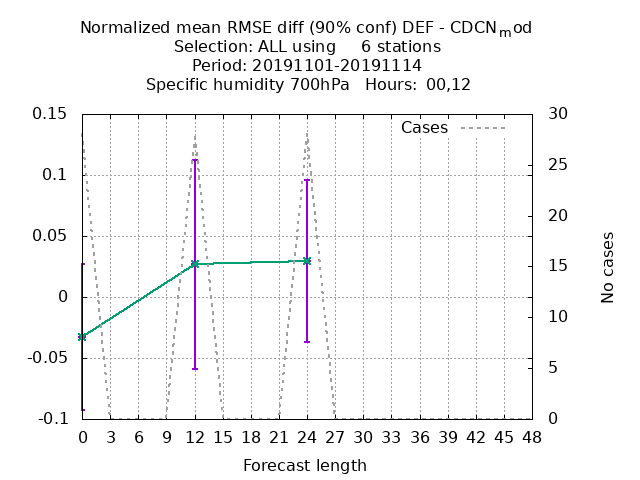 Normalized mean RMSE diff (90% conf) DEF - CDCNmod
Selection: ALL using     6 stations
Period: 20191101-20191114
Specific humidity 700hPa   Hours: 00,12
0.15
0.1
0.05
0
-0.05
-0.1
30
25
20
15
10
5
0
Cases
No cases
0 3 6 9 12 15 18 21 24 27 30 33 36 39 42 45 48
Forecast length